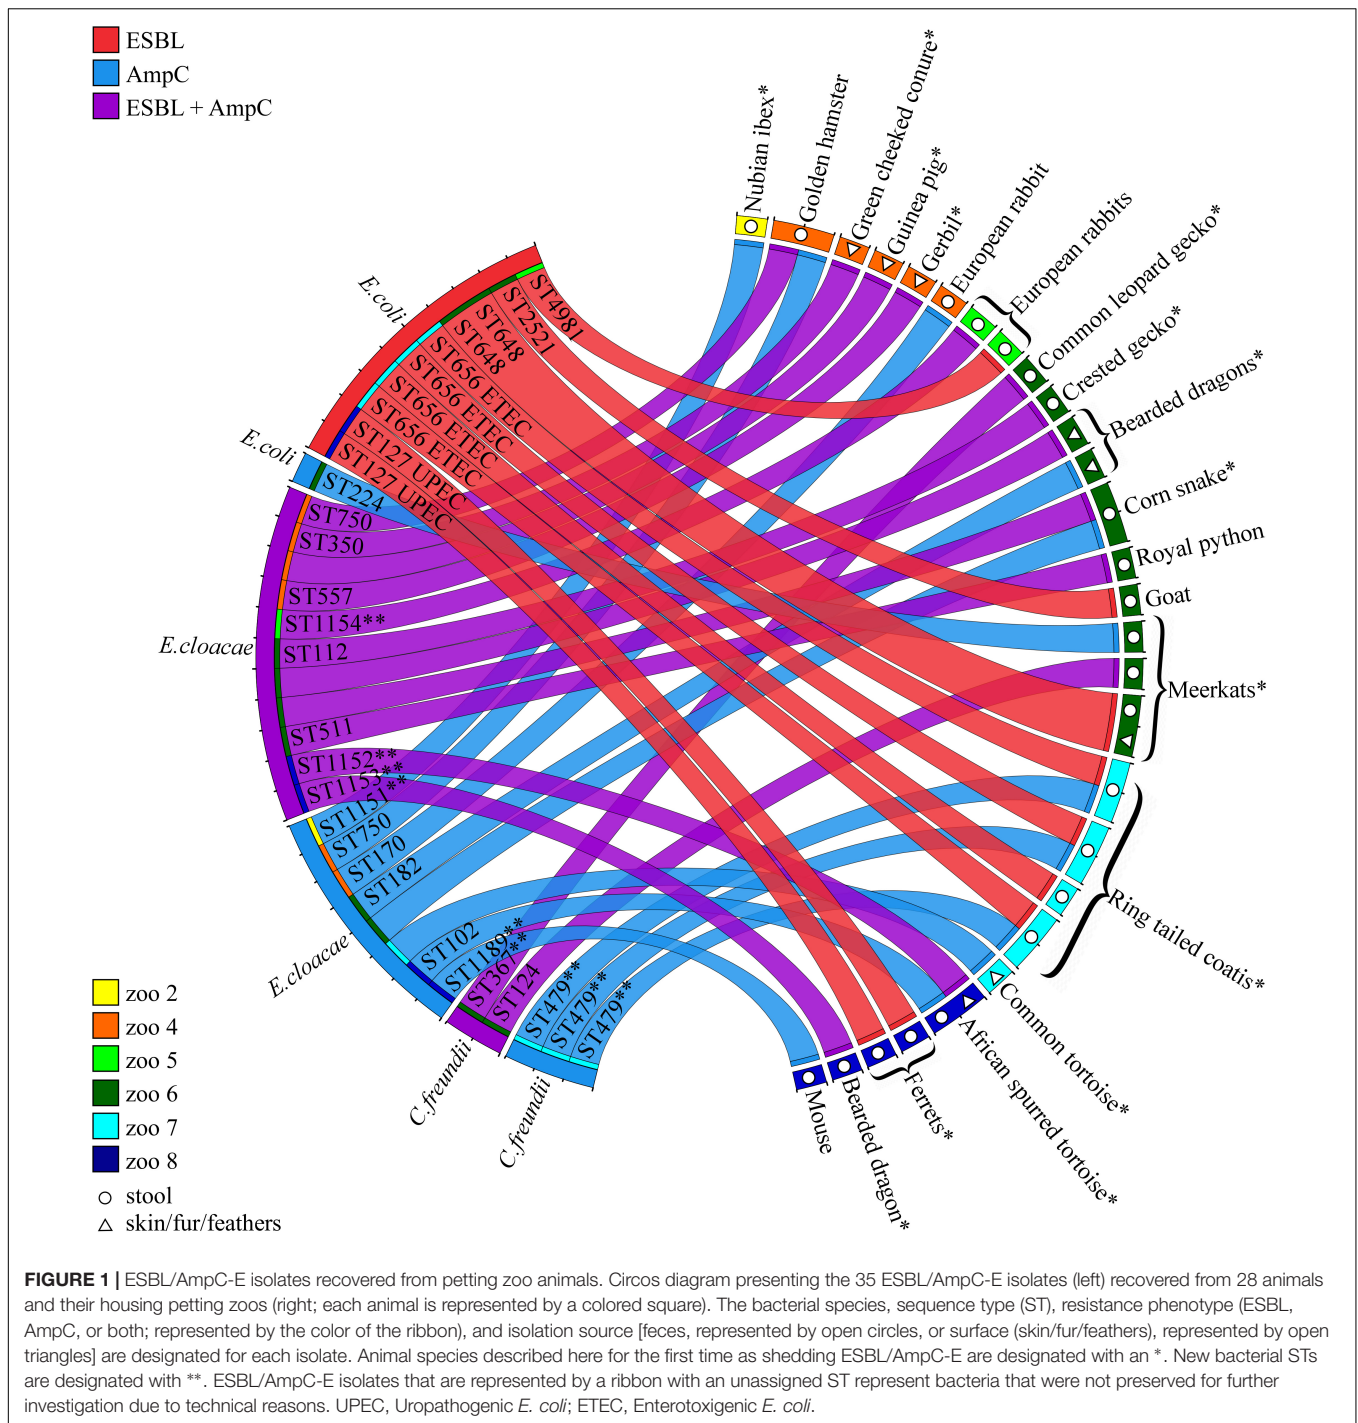 ESBL
AmpC
ESBL + AmpC
Nubian ibex*
Golden hamster
Green cheeked conure*
Guinea pig*
Gerbil*
European rabbit
European rabbits
Common leopard gecko*
Crested gecko*
Bearded dragons*
Corn snake*
Royal python
Goat
Meerkats*
Ring tailed coatis*
Common tortoise*
African spurred tortoise*
Ferrets*
Bearded dragon*
Mouse
E.coli
ST4981
ST2521
ST648
ST648
ST656 ETEC
ST656 ETEC
ST656 ETEC
ST656 ETEC
ST127 UPEC
ST127 UPEC
E.coli
ST224
E.cloacae
ST750
ST350
ST557
ST1154**
ST112
ST511
ST1152**
ST1153**
E.cloacae
ST1151**
ST750
ST170
ST182
ST102
ST1189**
C.freundii
ST367**
ST124
C.freundii
ST479**
ST479**
ST479**
zoo 2
zoo 4
zoo 5
zoo 6
zoo 7
zoo 8
stool
skin/fur/feathers
FIGURE 1 | ESBL/AmpC-E isolates recovered from petting zoo animals. Circos diagram presenting the 35 ESBL/AmpC-E isolates (left) recovered from 28 animals
and their housing petting zoos (right; each animal is represented by a colored square). The bacterial species, sequence type (ST), resistance phenotype (ESBL,
AmpC, or both; represented by the color of the ribbon), and isolation source [feces, represented by open circles, or surface (skin/fur/feathers), represented by open
triangles] are designated for each isolate. Animal species described here for the first time as shedding ESBL/AmpC-E are designated with an *. New bacterial STs
are designated with **. ESBL/AmpC-E isolates that are represented by a ribbon with an unassigned ST represent bacteria that were not preserved for further
investigation due to technical reasons. UPEC, Uropathogenic E. coli; ETEC, Enterotoxigenic E. coli.